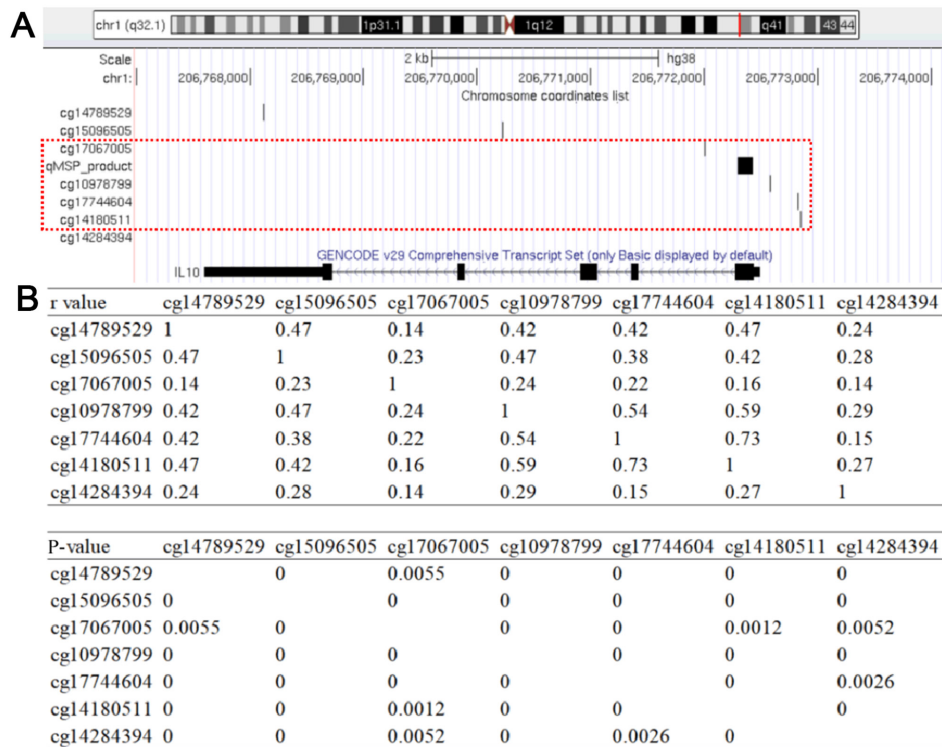 A
chr1 (q32.1) 1p31.1 1q12 q41 43 44
Scale 2 kb hg38
chr1: 206,768,000 206,769,000 206,770,000 206,771,000 206,772,000 206,773,000 206,774,000
Chromosome coordinates list
cg14789529
cg15096505
cg17067005
qMSP_product
cg10978799
cg17744604
cg14180511
cg14284394
GENCODE v29 Comprehensive Transcript Set (only Basic displayed by default)
IL10
B
r value cg14789529 cg15096505 cg17067005 cg10978799 cg17744604 cg14180511 cg14284394
cg14789529 1 0.47 0.14 0.42 0.42 0.47 0.24
cg15096505 0.47 1 0.23 0.47 0.38 0.42 0.28
cg17067005 0.14 0.23 1 0.24 0.22 0.16 0.14
cg10978799 0.42 0.47 0.24 1 0.54 0.59 0.29
cg17744604 0.42 0.38 0.22 0.54 1 0.73 0.15
cg14180511 0.47 0.42 0.16 0.59 0.73 1 0.27
cg14284394 0.24 0.28 0.14 0.29 0.15 0.27 1
P-value cg14789529 cg15096505 cg17067005 cg10978799 cg17744604 cg14180511 cg14284394
cg14789529 0 0.0055 0 0 0 0
cg15096505 0 0 0 0 0 0
cg17067005 0.0055 0 0 0 0.0012 0.0052
cg10978799 0 0 0 0 0 0
cg17744604 0 0 0 0 0 0.0026
cg14180511 0 0 0.0012 0 0 0
cg14284394 0 0 0.0052 0 0.0026 0